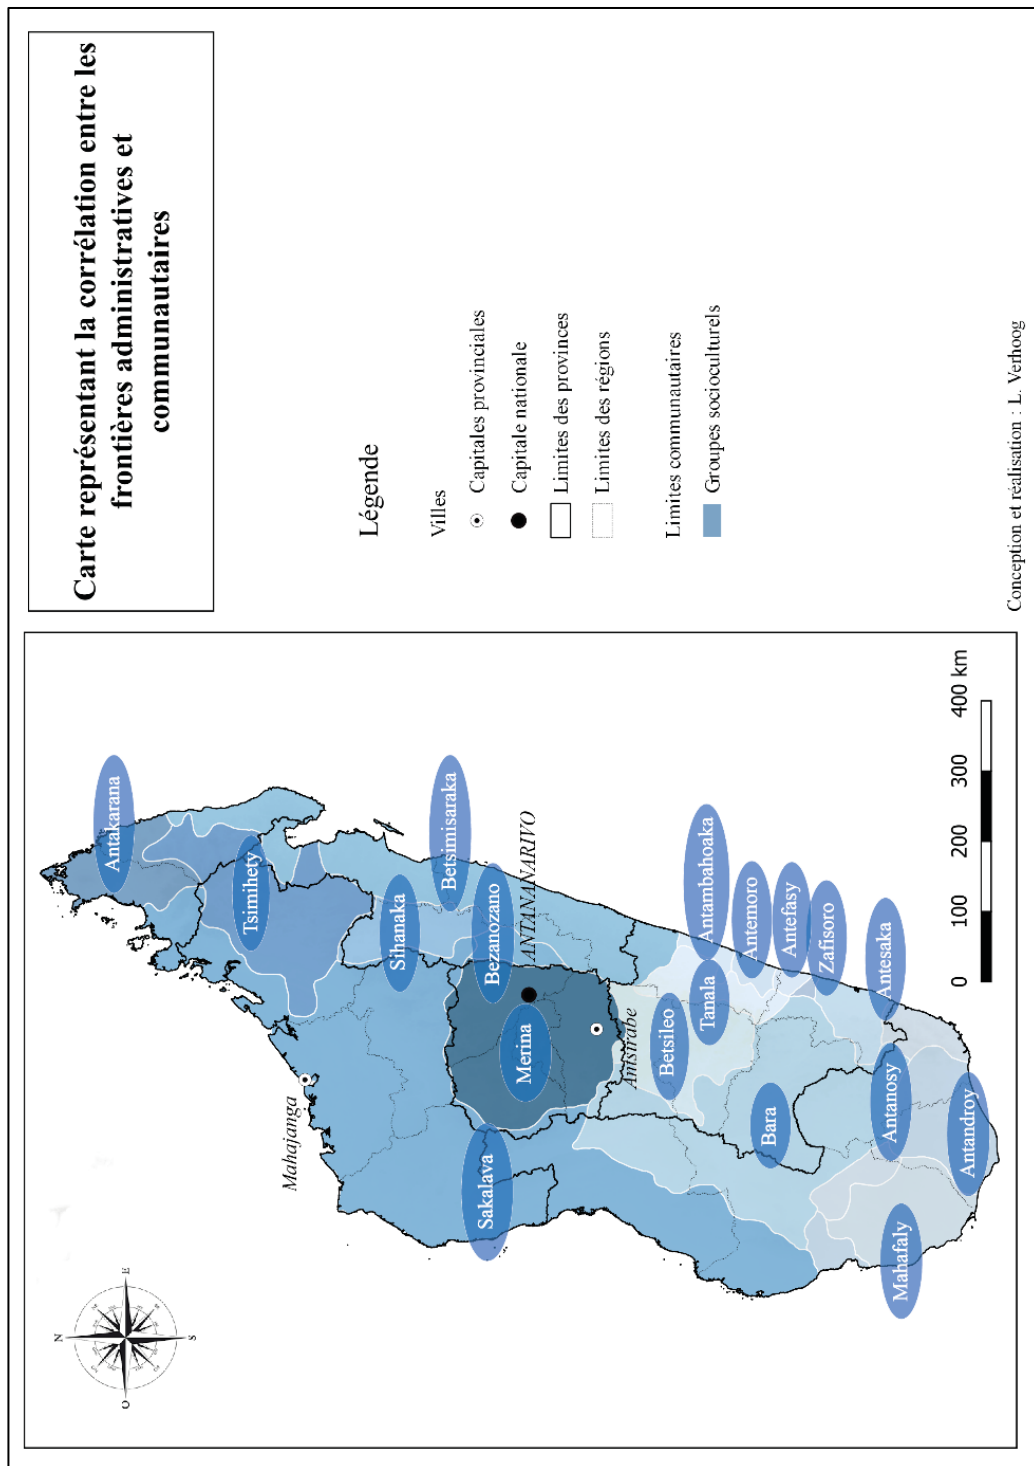 Carte représentant la corrélation entre les
frontières administratives et
communautaires
Légende
Villes
Capitales provinciales
Capitale nationale
Limites des provinces
Limites des régions
Limites communautaires
Groupes socioculturels
Conception et réalisation : L. Verhoog
N
E
S
O
Antakarana
Tsimihety
Mahajanga
Sihanaka
Betsimisaraka
Sakalava
Bezanozano
Merina
ANTANANARIVO
Antsirabe
Betsileo
Tanala
Antambahoaka
Antemoro
Bara
Antefasy
Zafisoro
Mahafaly
Antanosy
Antesaka
Antandroy
0 100 200 300 400 km